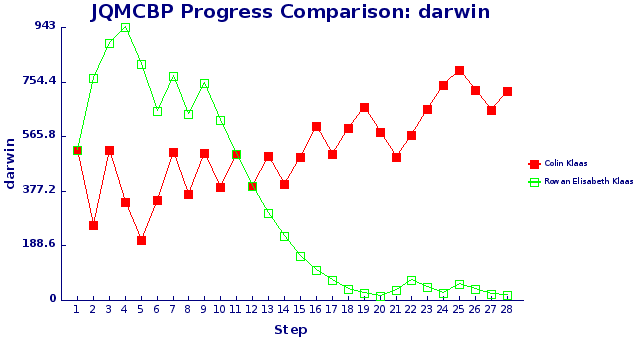 JQMCBP Progress Comparison: darwin
943
754.4
565.8
377.2
188.6
0
darwin
1 2 3 4 5 6 7 8 9 10 11 12 13 14 15 16 17 18 19 20 21 22 23 24 25 26 27 28
Step
Colin Klaas
Rowan Elisabeth Klaas